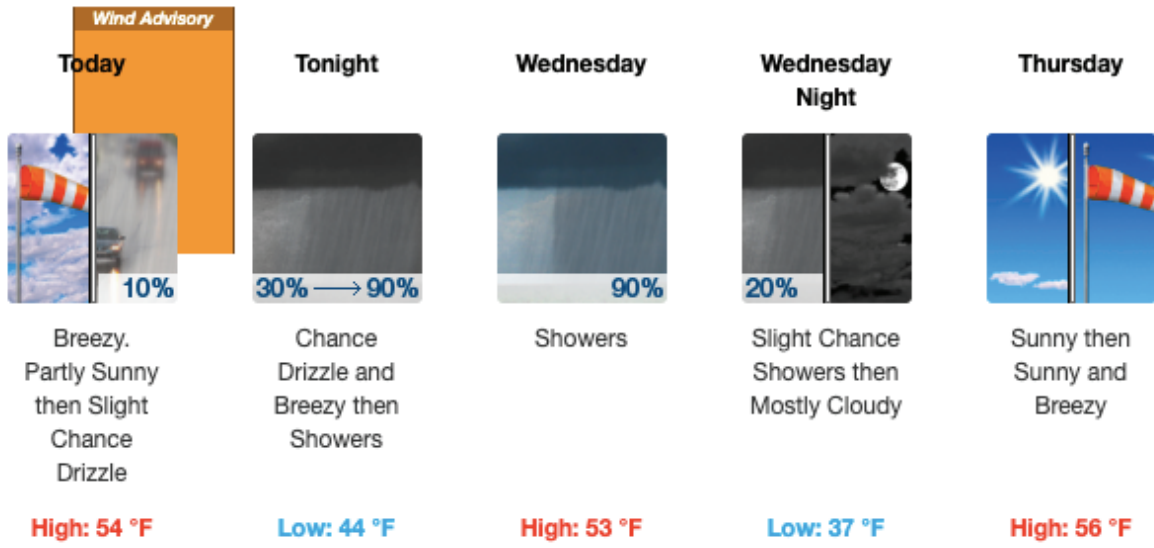 Wind Advisory
Today
Tonight
Wednesday
Wednesday
Night
Thursday
10%
30% → 90%
90%
20%
Breezy.
Partly Sunny
then Slight
Chance
Drizzle
Chance
Drizzle and
Breezy then
Showers
Showers
Slight Chance
Showers then
Mostly Cloudy
Sunny then
Sunny and
Breezy
High: 54 °F
Low: 44 °F
High: 53 °F
Low: 37 °F
High: 56 °F